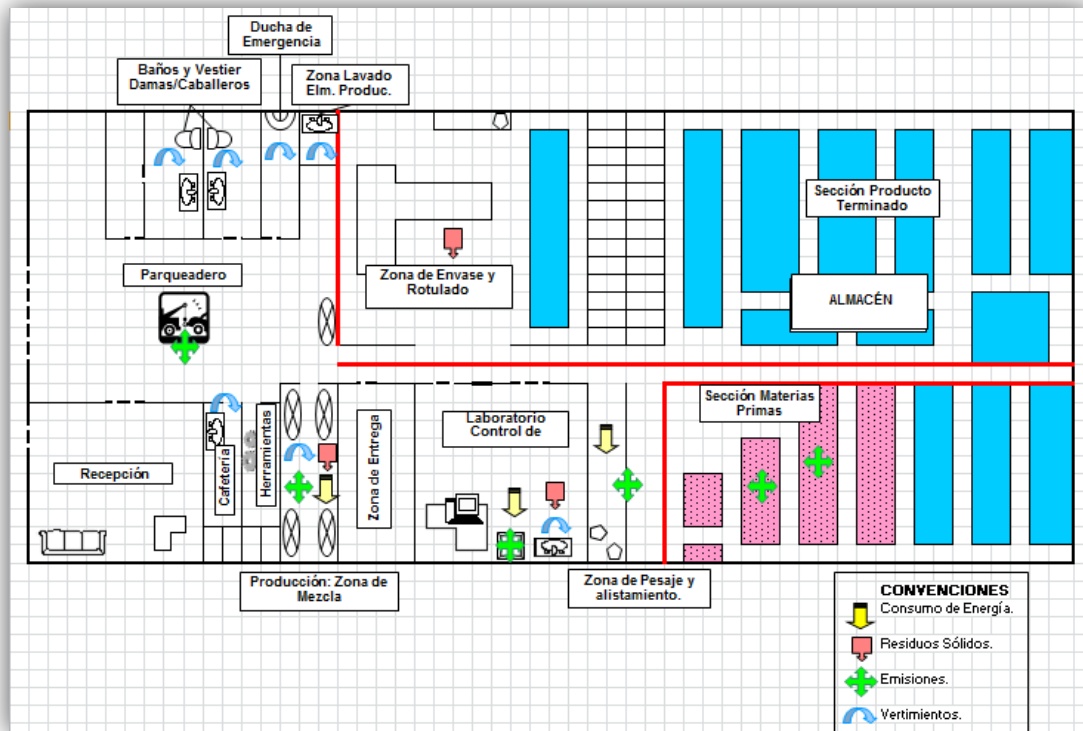 Ducha de
Emergencia
Baños y Vestier
Damas/Caballeros
Zona Lavado
Elm. Produc.
Sección Producto
Terminado
Parqueadero
Zona de Envase y
Rotulado
ALMACÉN
Sección Materias
Primas
Laboratorio
Control de
Recepción
Cafetería
Herramientas
Zona de Entrega
Producción: Zona de
Mezcla
Zona de Pesaje y
alistamiento.
CONVENCIONES
Consumo de Energía.
Residuos Sólidos.
Emisiones.
Vertimientos.